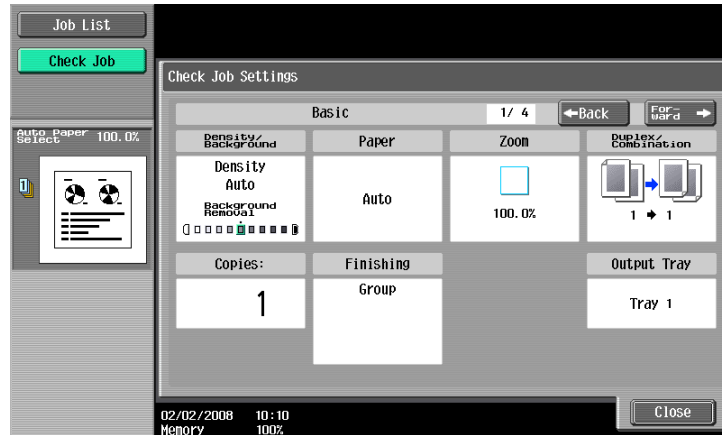 Job List
Check Job
Auto Paper
Select
100.0%
1
Check Job Settings
Basic
1/ 4
←Back
For-
ward →
Density/
Background
Paper
Zoom
Duplex/
Combination
Density
Auto
Background
Removal
Auto
100.0%
1 → 1
Copies:
Finishing
Output Tray
1
Group
Tray 1
02/02/2008 10:10
Memory 100%
Close